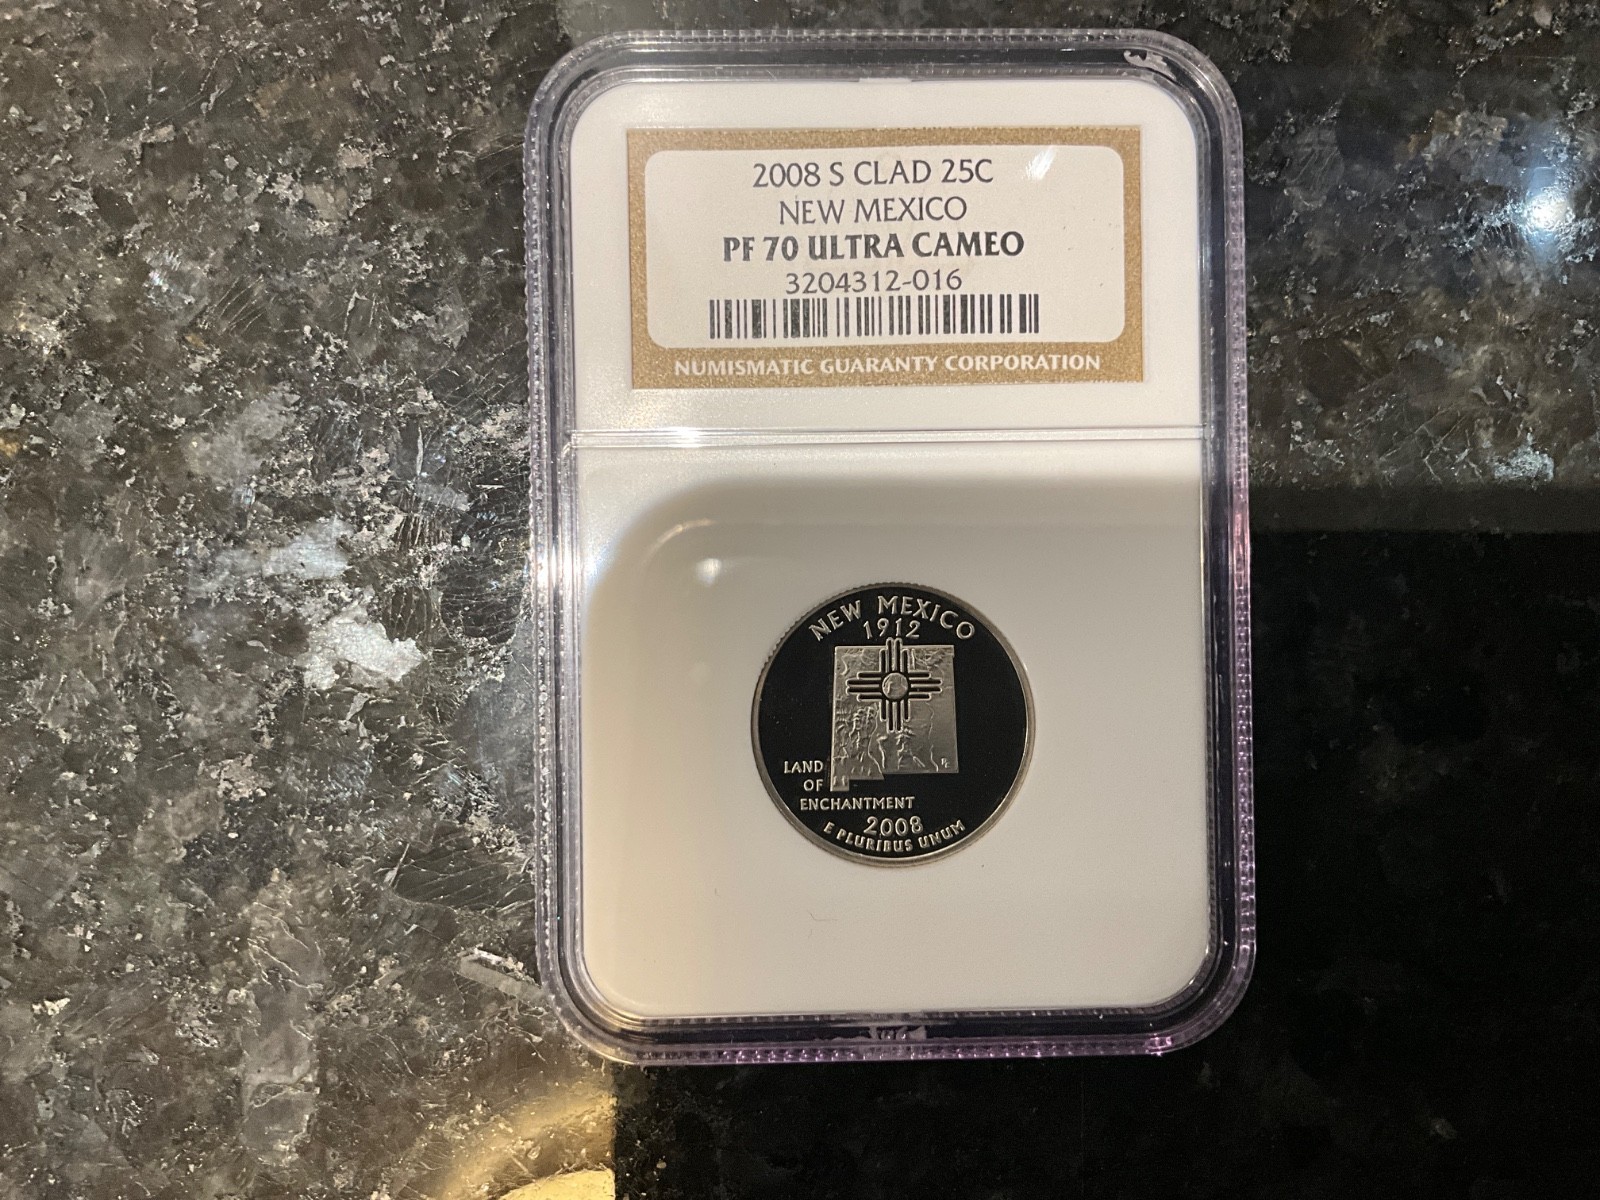 2008 S CLAD 25C
NEW MEXICO
PF 70 ULTRA CAMEO
3204312-016
NUMISMATIC GUARANTY CORPORATION
NEW MEXICO
1912
LAND
OF
ENCHANTMENT
2008
E PLURIBUS UNUM